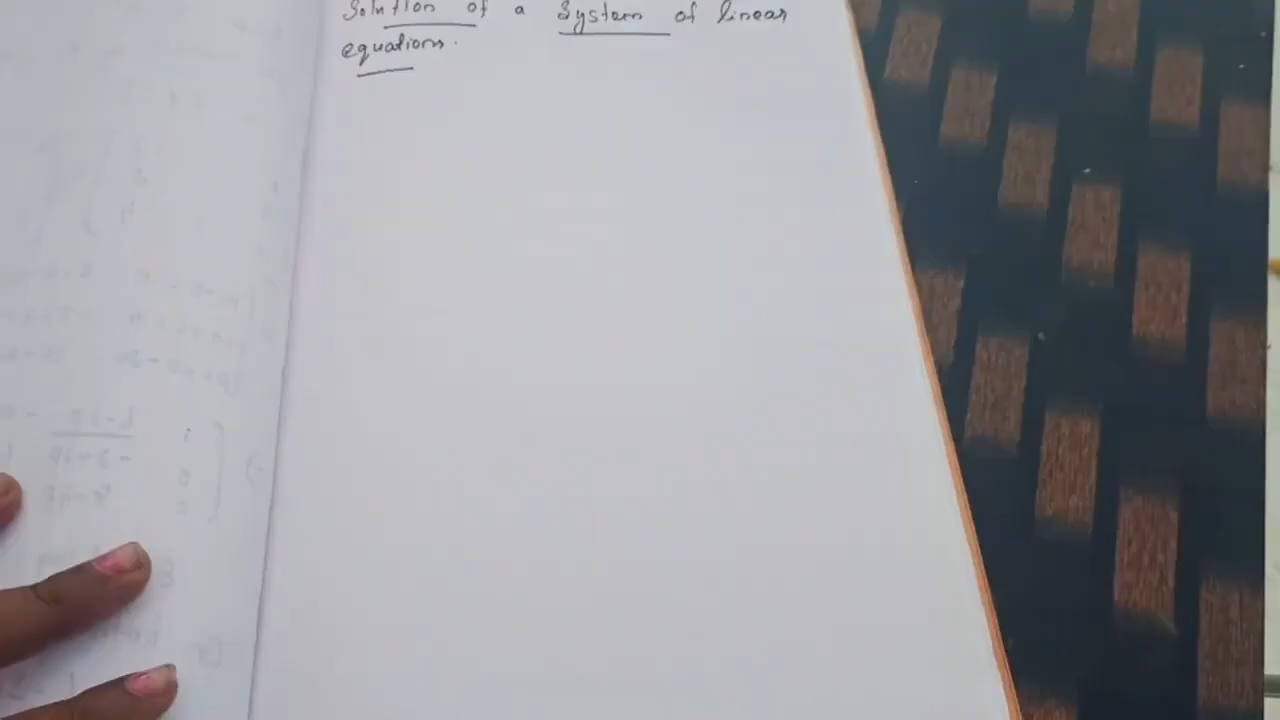 Solution of a System of linear
equations.